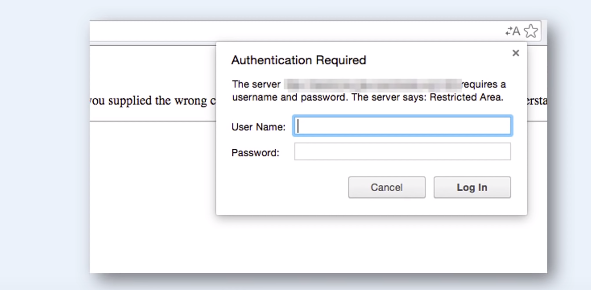 Authentication Required
The server requires a
username and password. The server says: Restricted Area.
you supplied the wrong
User Name:
Password:
Cancel Log In